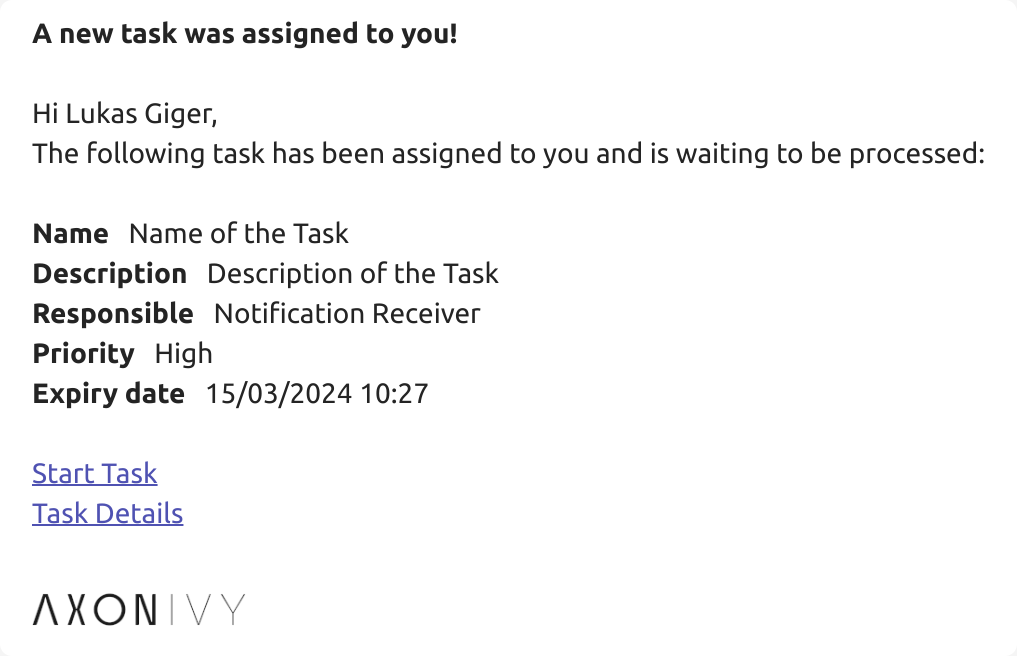 A new task was assigned to you!
Hi Lukas Giger,
The following task has been assigned to you and is waiting to be processed:
Name Name of the Task
Description Description of the Task
Responsible Notification Receiver
Priority High
Expiry date 15/03/2024 10:27
Start Task
Task Details
AXONIVY